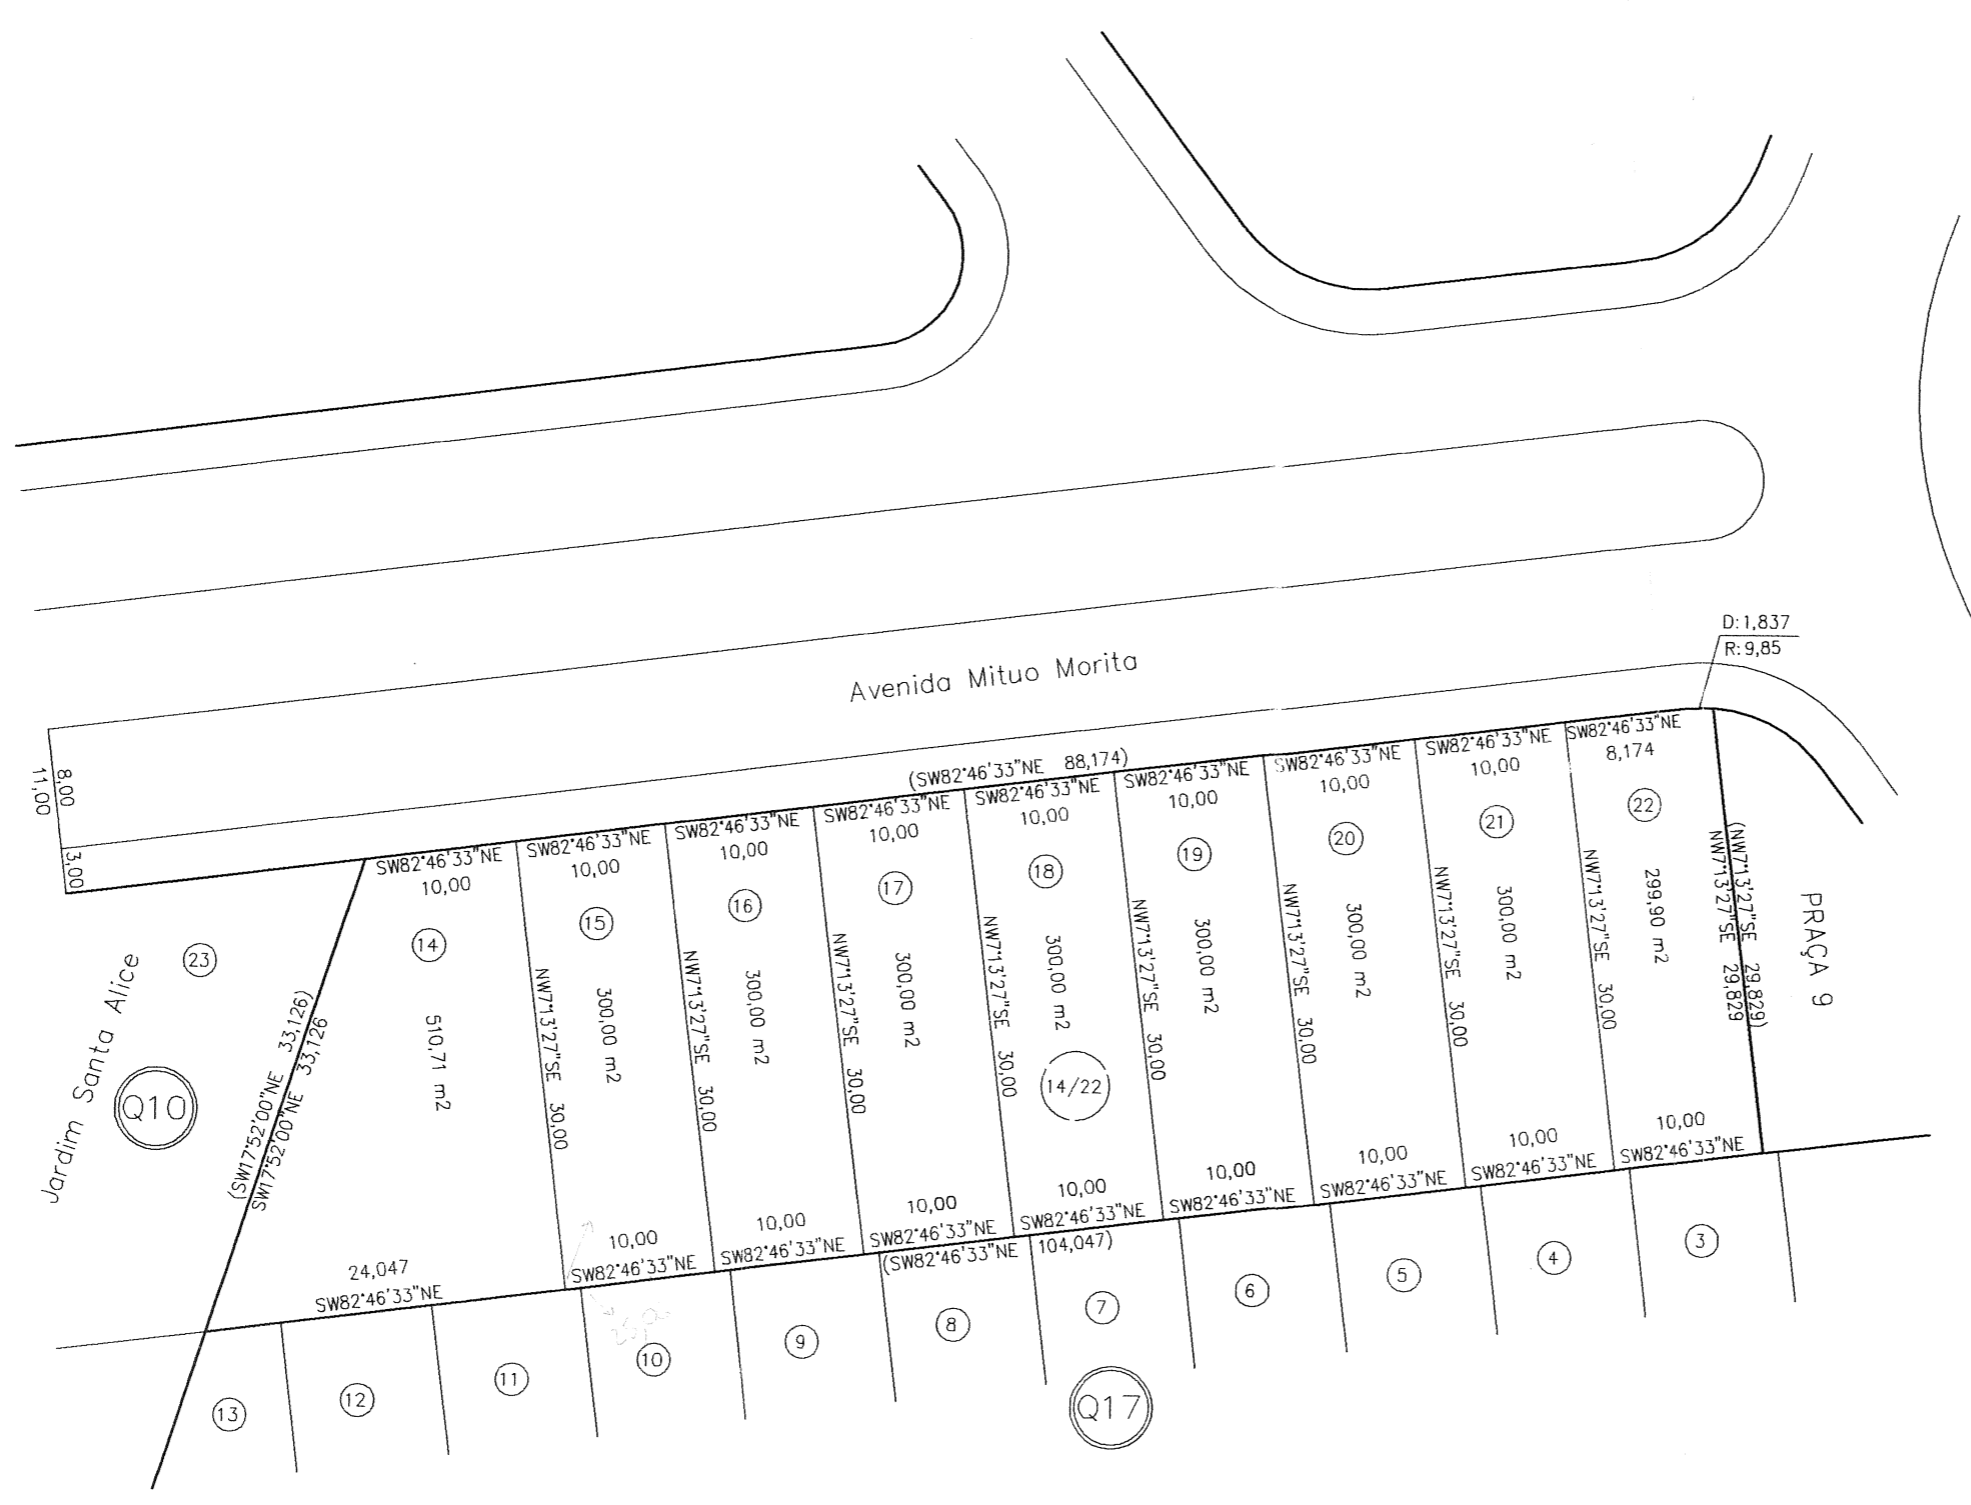 D:1,837
R:9,85
Avenida Mituo Morita
8,00
11,00
3,00
(SW82°46'33"NE 88,174)
SW82°46'33"NE
10,00
SW82°46'33"NE
10,00
SW82°46'33"NE
10,00
SW82°46'33"NE
10,00
SW82°46'33"NE
10,00
SW82°46'33"NE
10,00
SW82°46'33"NE
10,00
SW82°46'33"NE
10,00
SW82°46'33"NE
8,174
14
15
16
17
18
19
20
21
22
23
Jardim Santa Alice
Q10
(SW17°52'00"NE 33,126)
SW17°52'00"NE 33,126
510,71 m2
NW7°13'27"SE 30,00
300,00 m2
NW7°13'27"SE 30,00
300,00 m2
NW7°13'27"SE 30,00
300,00 m2
NW7°13'27"SE 30,00
300,00 m2
NW7°13'27"SE 30,00
300,00 m2
NW7°13'27"SE 30,00
300,00 m2
NW7°13'27"SE 30,00
300,00 m2
NW7°13'27"SE 30,00
299,90 m2
NW7°13'27"SE 29,829
(NW7°13'27"SE 29,829)
PRAÇA 9
14/22
24,047
SW82°46'33"NE
10,00
SW82°46'33"NE
10,00
SW82°46'33"NE
10,00
SW82°46'33"NE
10,00
SW82°46'33"NE
10,00
SW82°46'33"NE
10,00
SW82°46'33"NE
10,00
SW82°46'33"NE
10,00
SW82°46'33"NE
(SW82°46'33"NE 104,047)
13
12
11
10
9
8
7
6
5
4
3
Q17